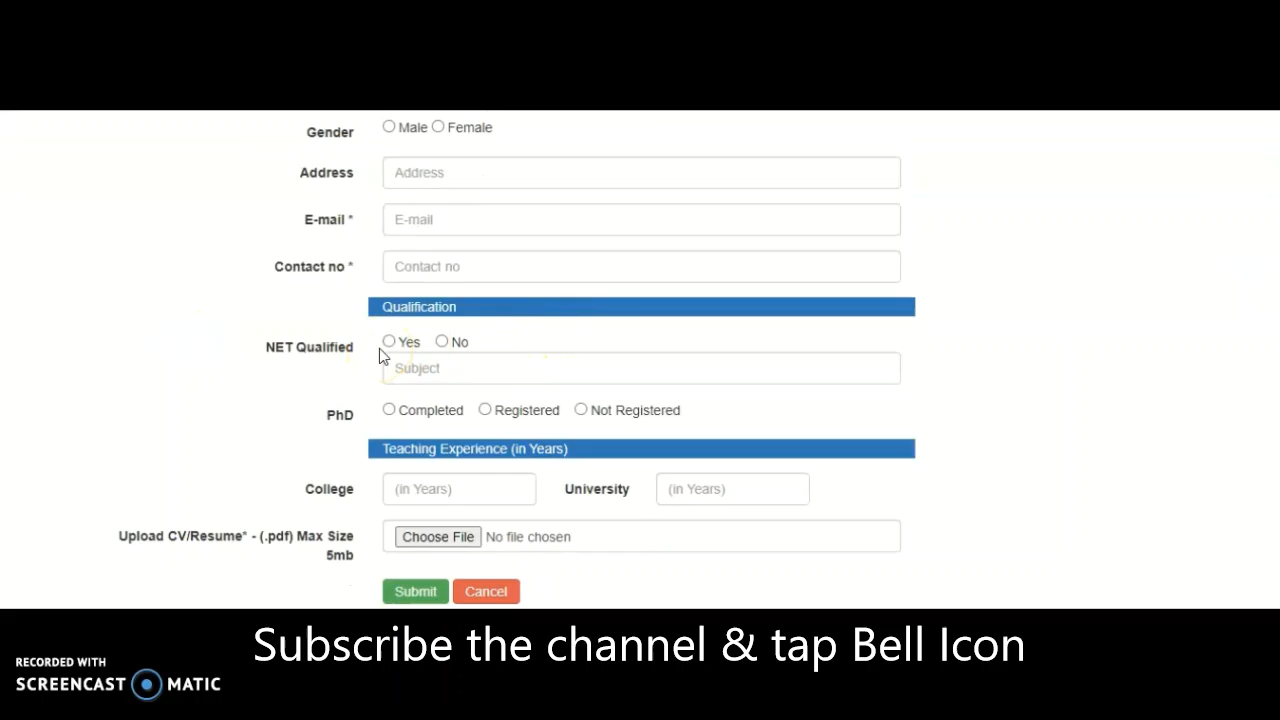 Gender Male Female
Address Address
E-mail * E-mail
Contact no * Contact no
Qualification
NET Qualified Yes No
Subject
PhD Completed Registered Not Registered
Teaching Experience (in Years)
College (in Years) University (in Years)
Upload CV/Resume* - (.pdf) Max Size Choose File No file chosen
5mb
Submit Cancel
Subscribe the channel & tap Bell Icon
RECORDED WITH
SCREENCAST MATIC